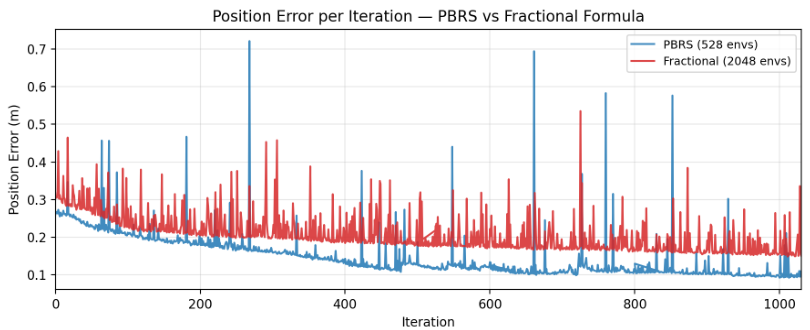 Position Error per Iteration — PBRS vs Fractional Formula
PBRS (528 envs)
Fractional (2048 envs)
Position Error (m)
0.7
0.6
0.5
0.4
0.3
0.2
0.1
0 200 400 600 800 1000
Iteration